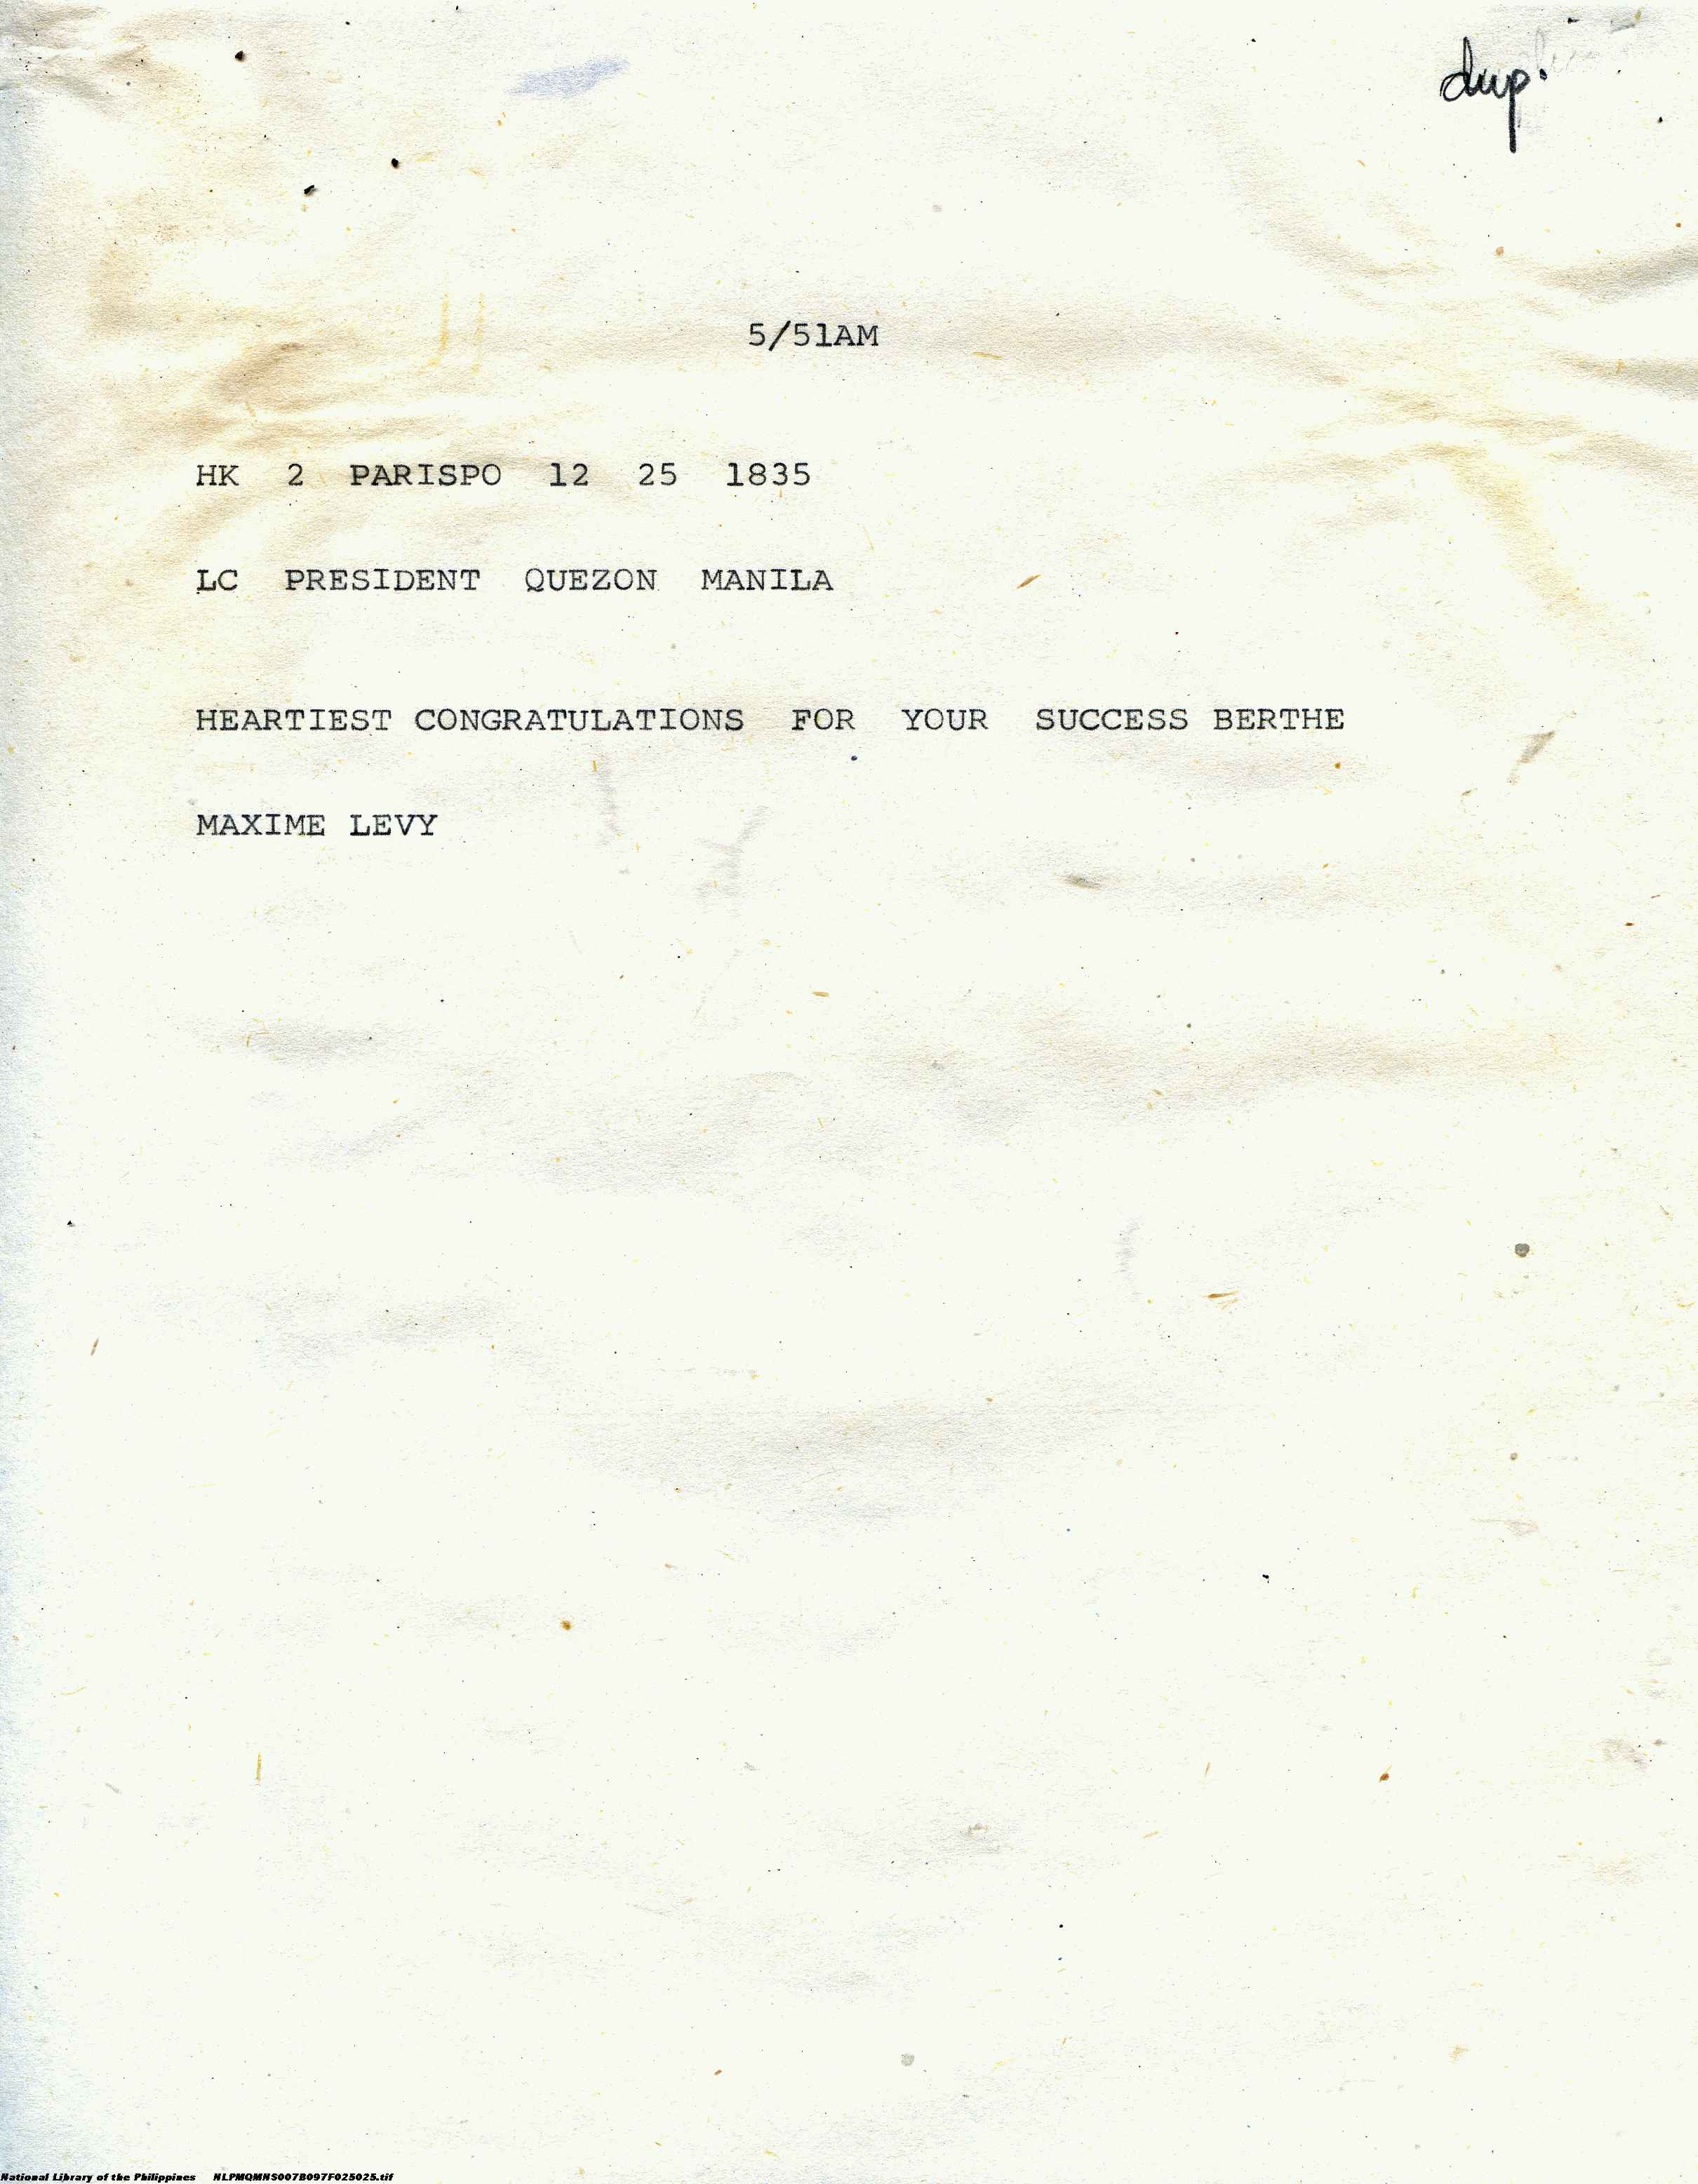 dup.
5/51AM
HK 2 PARISPO 12 25 1835
LC PRESIDENT QUEZON MANILA
HEARTIEST CONGRATULATIONS FOR YOUR SUCCESS BERTHE
MAXIME LEVY
National Library of the Philippines NLPMQMNS007B097F025025.tif